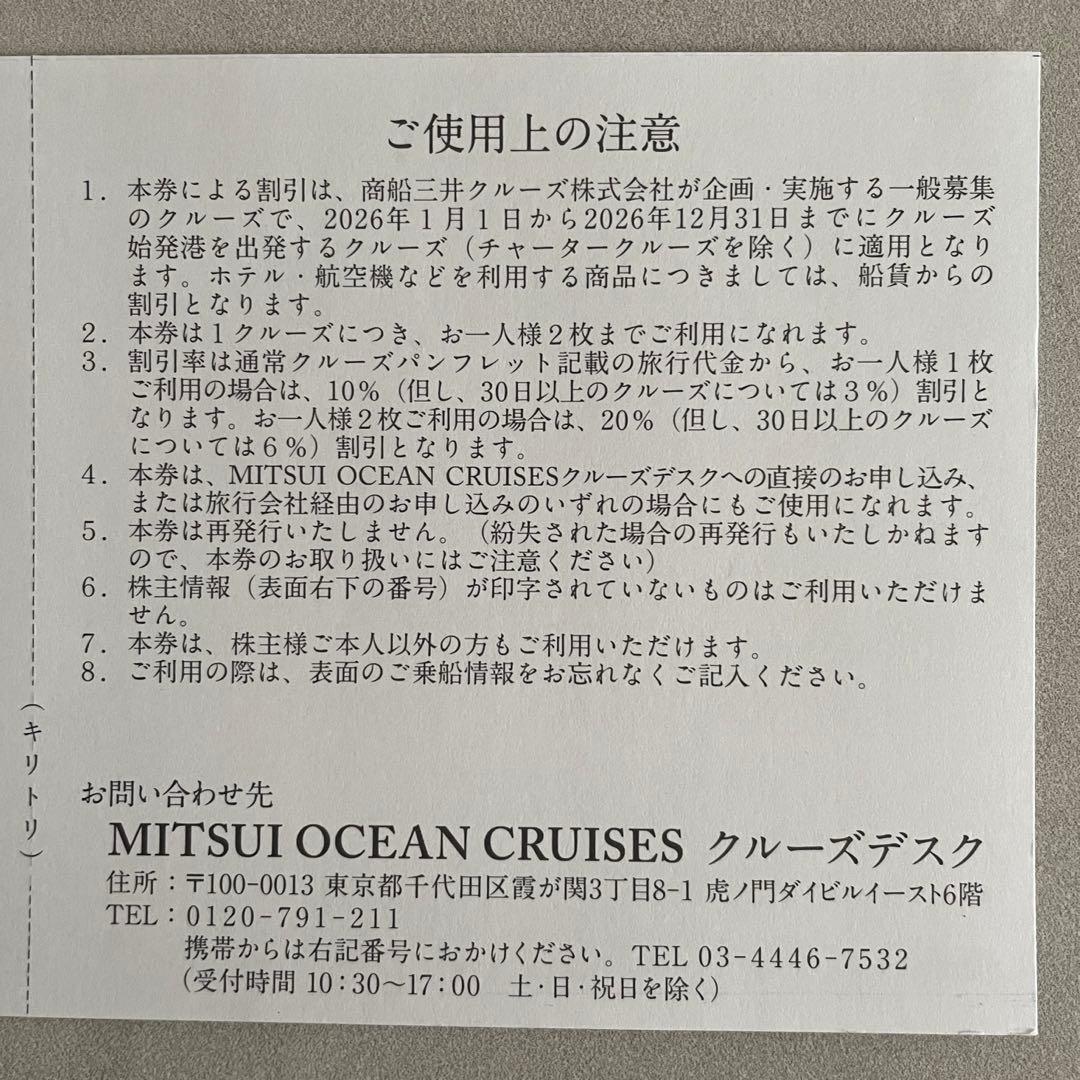 ご使用上の注意
1．本券による割引は、商船三井クルーズ株式会社が企画・実施する一般募集
のクルーズで、2026年１月１日から2026年12月31日までにクルーズ
始発港を出発するクルーズ（チャータークルーズを除く）に適用となり
ます。ホテル・航空機などを利用する商品につきましては、船賃からの
割引となります。
2．本券は１クルーズにつき、お一人様２枚までご利用になれます。
3．割引率は通常クルーズパンフレット記載の旅行代金から、お一人様１枚
ご利用の場合は、10％（但し、30日以上のクルーズについては３％）割引と
なります。お一人様２枚ご利用の場合は、20％（但し、30日以上のクルーズ
については６％）割引となります。
4．本券は、MITSUI OCEAN CRUISESクルーズデスクへの直接のお申し込み、
または旅行会社経由のお申し込みのいずれの場合にもご使用になれます。
5．本券は再発行いたしません。（紛失された場合の再発行もいたしかねます
ので、本券のお取り扱いにはご注意ください）
6．株主情報（表面右下の番号）が印字されていないものはご利用いただけま
せん。
7．本券は、株主様ご本人以外の方もご利用いただけます。
8．ご利用の際は、表面のご乗船情報をお忘れなくご記入ください。
（キリトリ）
お問い合わせ先
MITSUI OCEAN CRUISES クルーズデスク
住所：〒100-0013 東京都千代田区霞が関3丁目8-1 虎ノ門ダイビルイースト6階
TEL：0120-791-211
携帯からは右記番号におかけください。TEL 03-4446-7532
（受付時間 10：30〜17：00　土・日・祝日を除く）